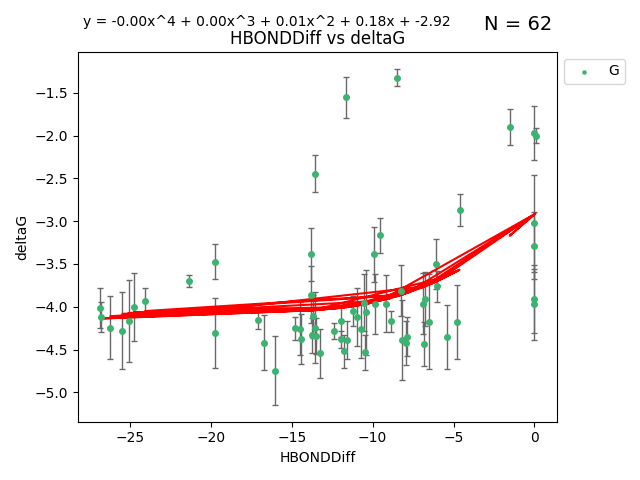 y = -0.00x^4 + 0.00x^3 + 0.01x^2 + 0.18x + -2.92
N = 62
HBONDDiff vs deltaG
G
−1.5
−2.0
−2.5
−3.0
−3.5
−4.0
−4.5
−5.0
deltaG
−25
−20
−15
−10
−5
0
HBONDDiff